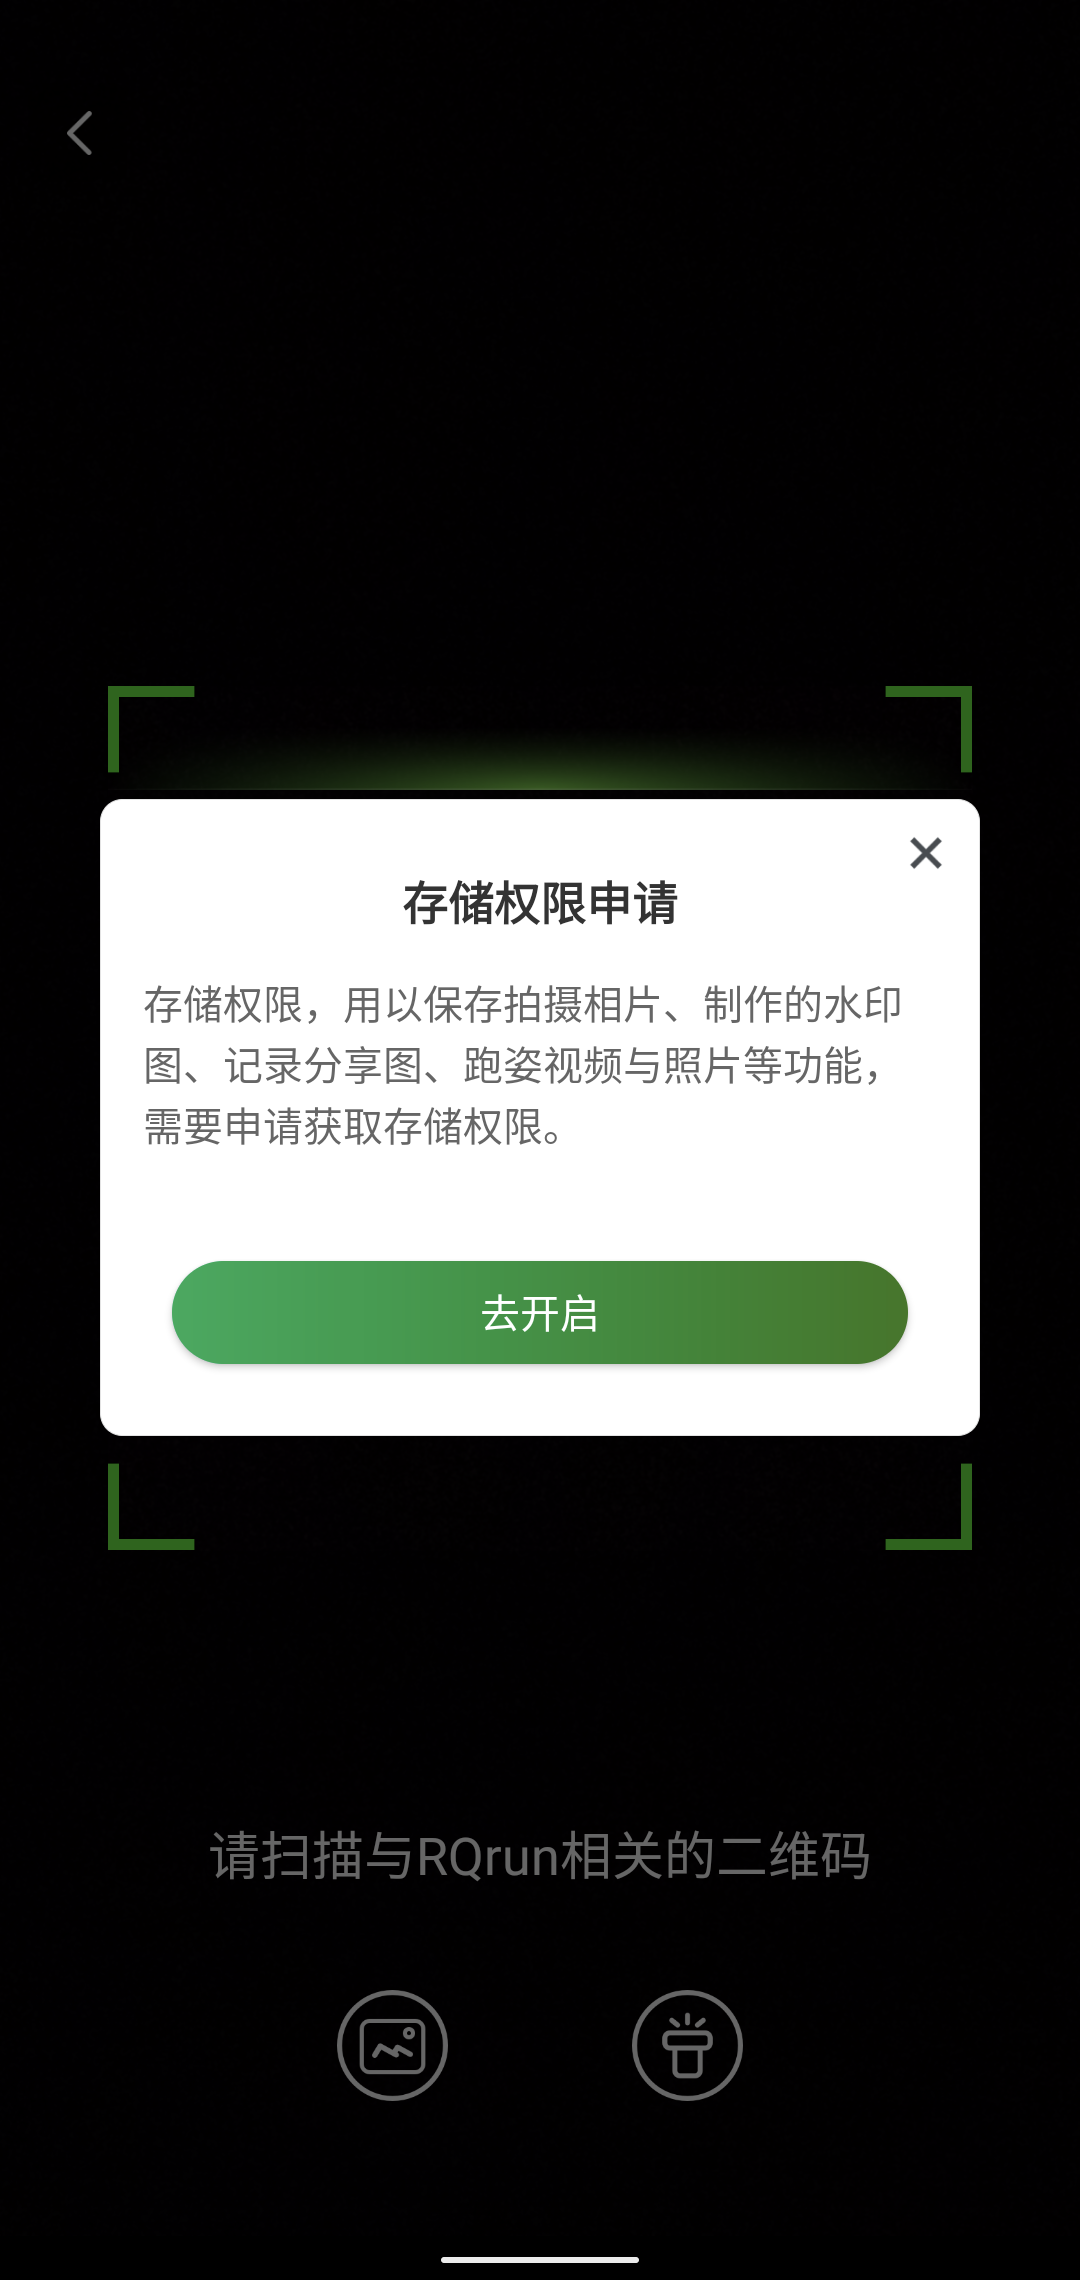 存储权限申请
存储权限，用以保存拍摄相片、制作的水印
图、记录分享图、跑姿视频与照片等功能，
需要申请获取存储权限。
去开启
请扫描与RQrun相关的二维码